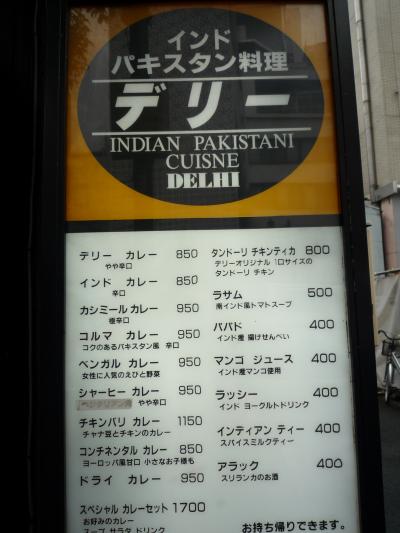 インド
パキスタン料理
デリー
INDIAN PAKISTANI
CUISNE
DELHI
デリー カレー 850
やや辛口
インド カレー 850
辛口
カシミール カレー 950
極辛口
コルマ カレー 950
コクのあるパキスタン風 辛口
ベンガル カレー 950
女性に人気のえびと野菜
シャーヒー カレー 950
やや辛口
チキンバリ カレー 1150
チャナ豆とチキンのカレー
コンチネンタル カレー 850
ヨーロッパ風甘口 小さなお子様も
ドライ カレー 950
スペシャル カレーセット 1700
お好みのカレー
スープ サラダ ドリンク
タンドーリ チキンティカ 800
デリーオリジナル 1口サイズの
タンドーリ チキン
ラサム 500
南インド風トマトスープ
パパド 400
インド産 揚げせんべい
マンゴ ジュース 400
インド産マンゴ使用
ラッシー 400
インド ヨーグルトドリンク
インディアン ティー 400
スパイスミルクティー
アラック 400
スリランカのお酒
お持ち帰りできます。